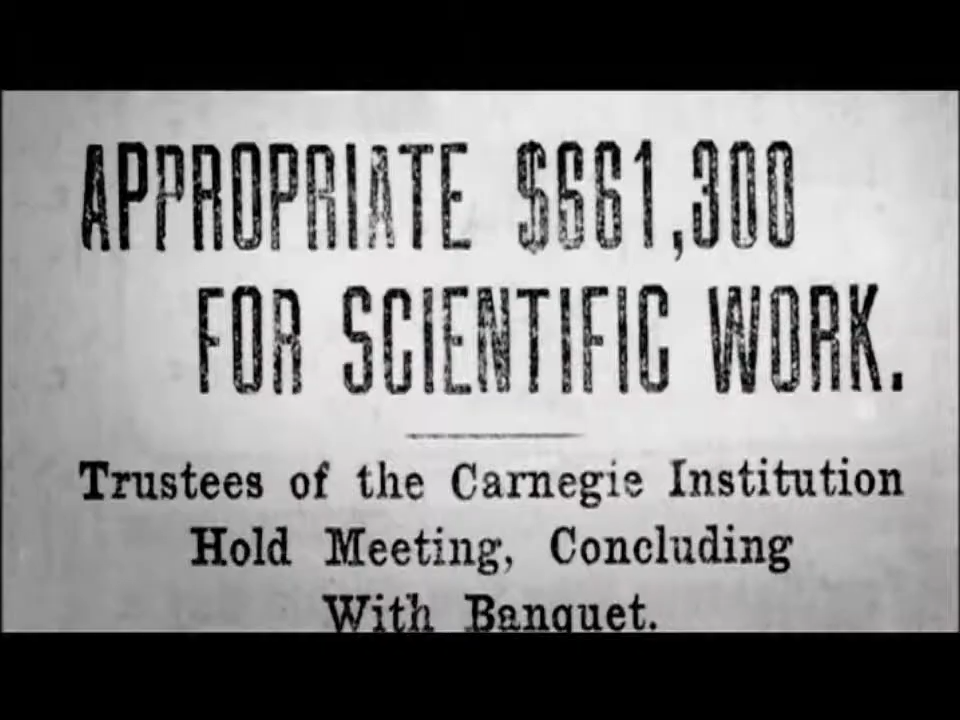 APPROPRIATE $661,300
FOR SCIENTIFIC WORK.
Trustees of the Carnegie Institution
Hold Meeting, Concluding
With Banquet.